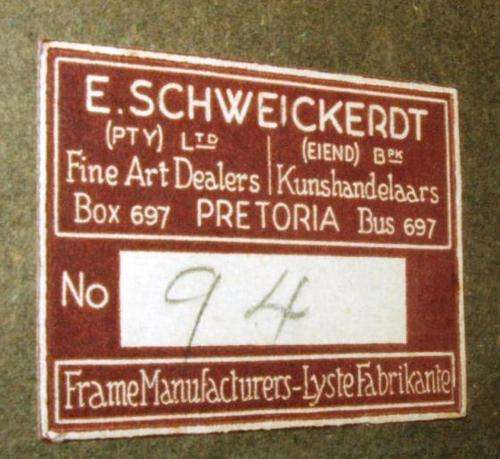 E. SCHWEICKERDT
(PTY) LTD (EIEND) BPK
Fine Art Dealers | Kunshandelaars
Box 697 PRETORIA Bus 697
No 94
Frame Manufacturers - Lyste Fabrikante